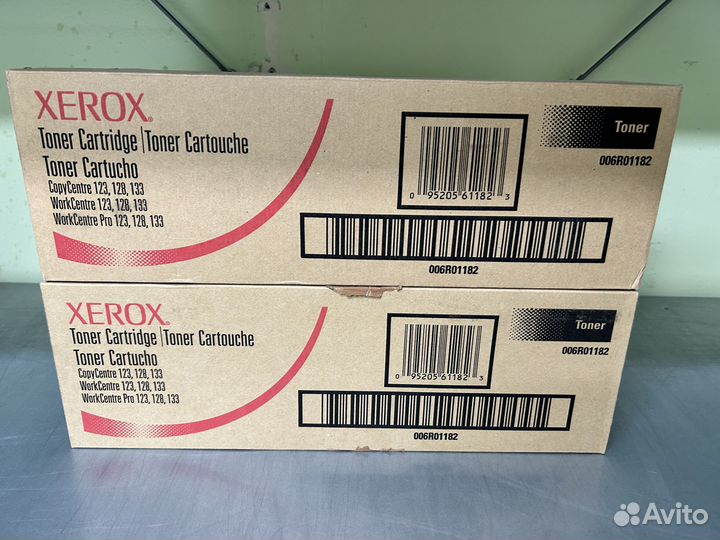 XEROX®
Toner Cartridge | Toner Cartouche
Toner Cartucho
CopyCentre 123, 128, 133
WorkCentre 123, 128, 133
WorkCentre Pro 123, 128, 133
0 95205 61182 3
006R01182
Toner
006R01182
XEROX®
Toner Cartridge | Toner Cartouche
Toner Cartucho
CopyCentre 123, 128, 133
WorkCentre 123, 128, 133
WorkCentre Pro 123, 128, 133
0 95205 61182 3
006R01182
Toner
006R01182
Avito